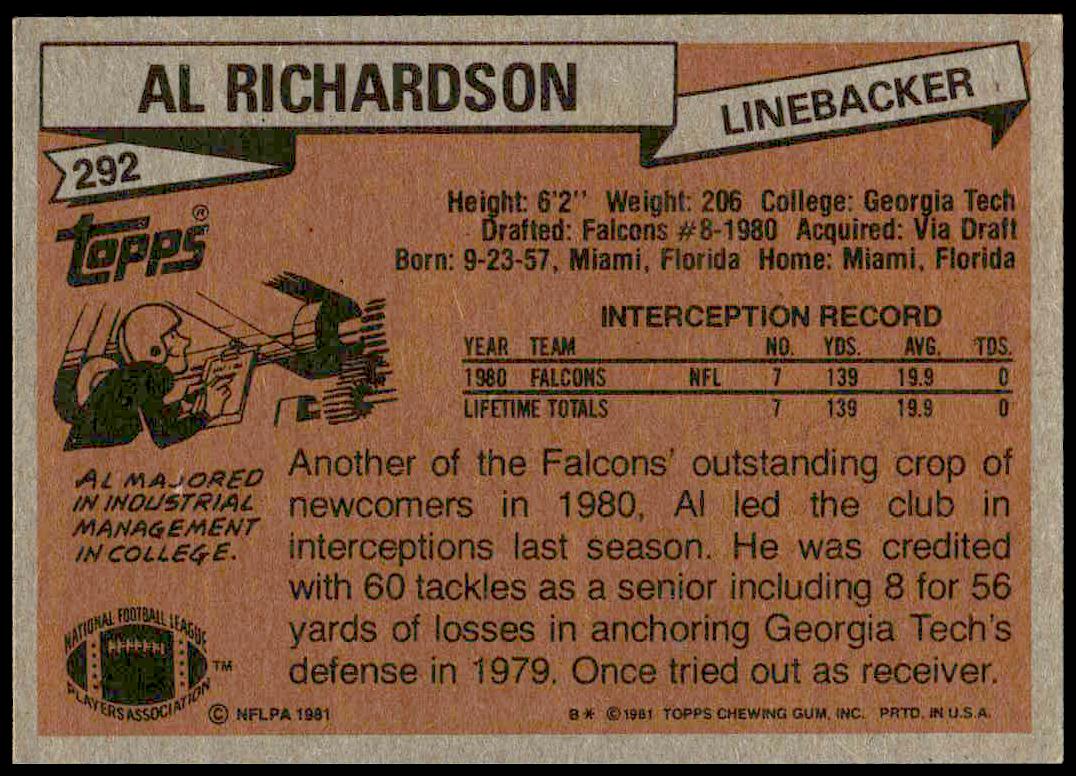 AL RICHARDSON
LINEBACKER
292
Topps®
Height: 6'2'' Weight: 206 College: Georgia Tech
Drafted: Falcons #8-1980 Acquired: Via Draft
Born: 9-23-57, Miami, Florida Home: Miami, Florida
INTERCEPTION RECORD
YEAR TEAM NO. YDS. AVG. TDS.
1980 FALCONS NFL 7 139 19.9 0
LIFETIME TOTALS 7 139 19.9 0
AL MAJORED
IN INDUSTRIAL
MANAGEMENT
IN COLLEGE.
Another of the Falcons' outstanding crop of
newcomers in 1980, Al led the club in
interceptions last season. He was credited
with 60 tackles as a senior including 8 for 56
yards of losses in anchoring Georgia Tech's
defense in 1979. Once tried out as receiver.
NATIONAL FOOTBALL LEAGUE
PLAYERS ASSOCIATION
TM
© NFLPA 1981
B* ©1981 TOPPS CHEWING GUM, INC. PRTD. IN U.S.A.